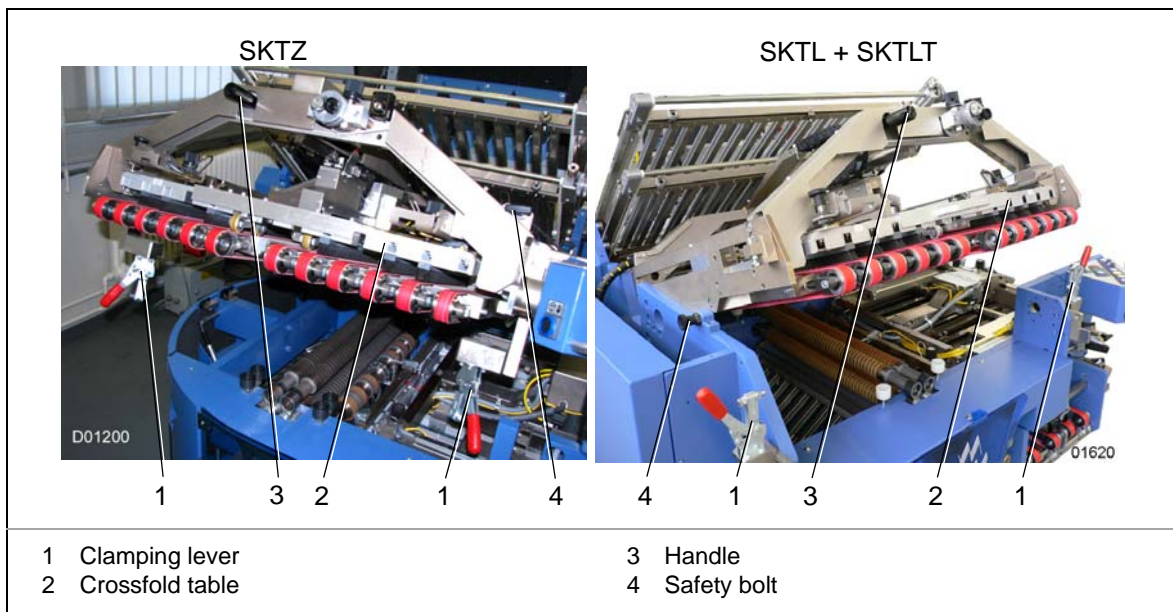 SKTZ
SKTL + SKTLT
D01200
01620
1 3 2 1 4
4 1 3 2 1
1 Clamping lever
2 Crossfold table
3 Handle
4 Safety bolt